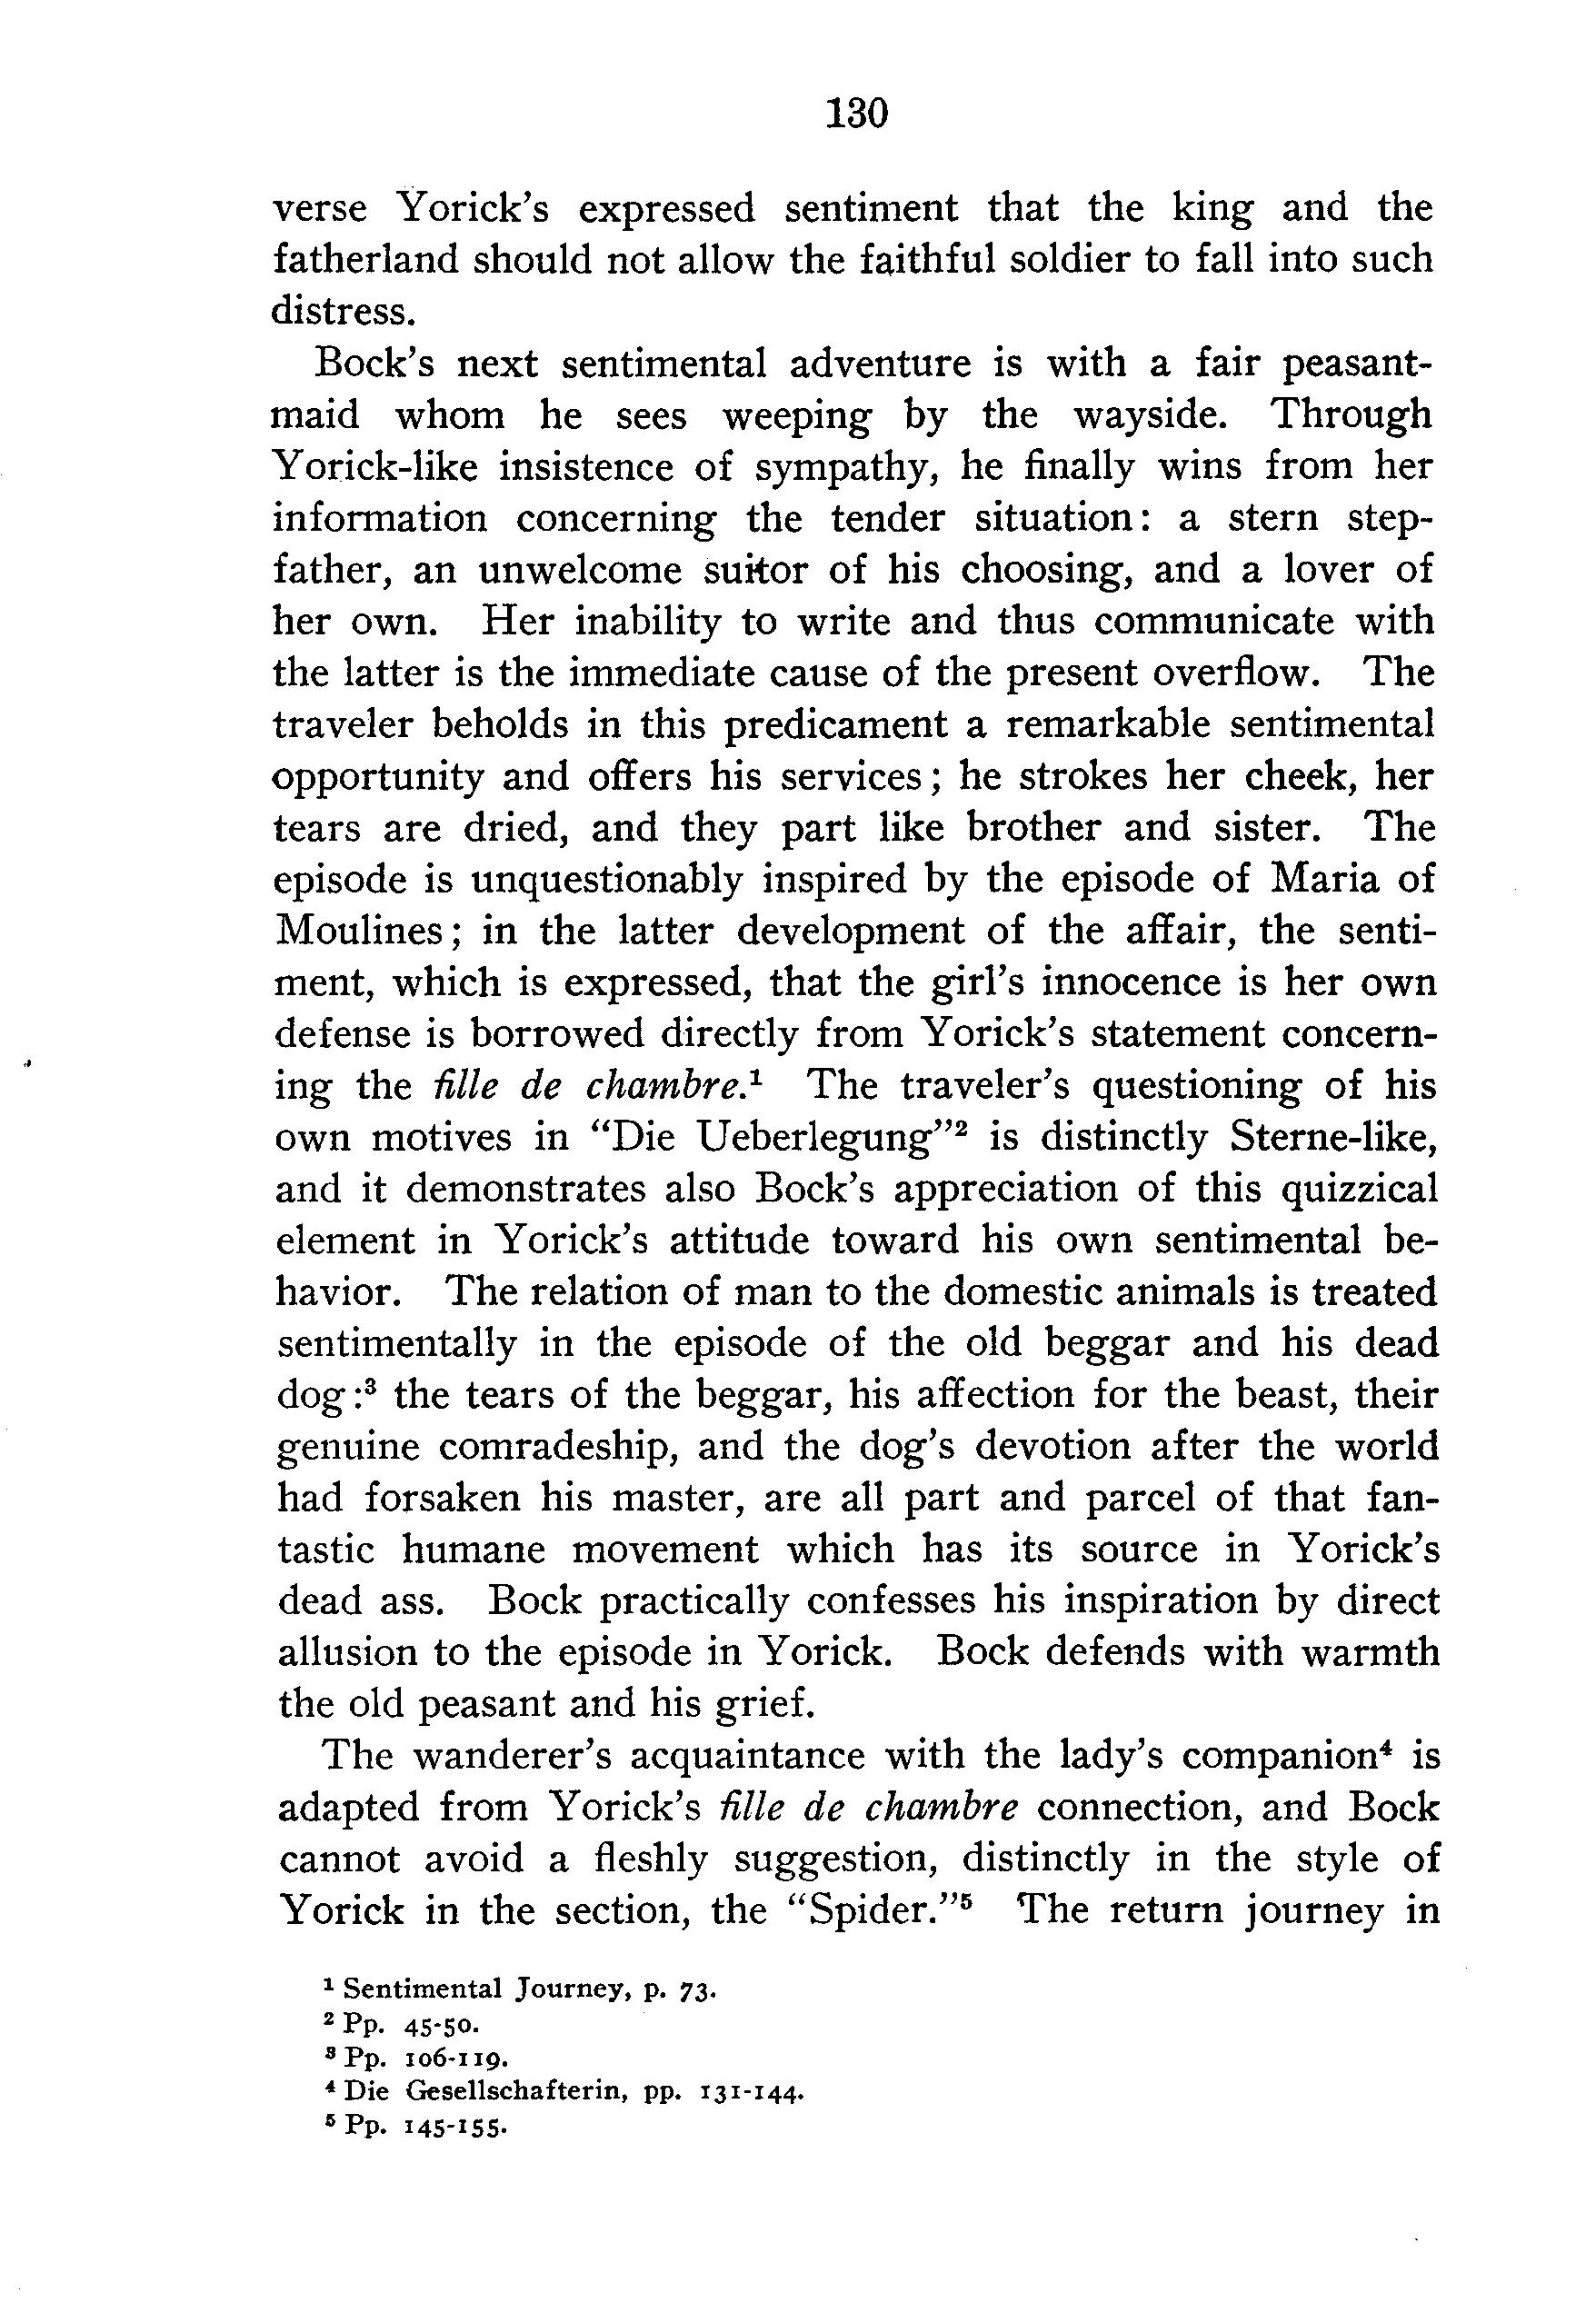 130
verse Yorick's expressed sentiment that the king and the
fatherland should not allow the faithful soldier to fall into such
distress.
Bock's next sentimental adventure is with a fair peasant-
maid whom he sees weeping by the wayside. Through
Yorick-like insistence of sympathy, he finally wins from her
information concerning the tender situation: a stern step-
father, an unwelcome suitor of his choosing, and a lover of
her own. Her inability to write and thus communicate with
the latter is the immediate cause of the present overflow. The
traveler beholds in this predicament a remarkable sentimental
opportunity and offers his services; he strokes her cheek, her
tears are dried, and they part like brother and sister. The
episode is unquestionably inspired by the episode of Maria of
Moulines; in the latter development of the affair, the senti-
ment, which is expressed, that the girl's innocence is her own
defense is borrowed directly from Yorick's statement concern-
ing the fille de chambre.¹ The traveler's questioning of his
own motives in “Die Ueberlegung”² is distinctly Sterne-like,
and it demonstrates also Bock's appreciation of this quizzical
element in Yorick's attitude toward his own sentimental be-
havior. The relation of man to the domestic animals is treated
sentimentally in the episode of the old beggar and his dead
dog:³ the tears of the beggar, his affection for the beast, their
genuine comradeship, and the dog's devotion after the world
had forsaken his master, are all part and parcel of that fan-
tastic humane movement which has its source in Yorick's
dead ass. Bock practically confesses his inspiration by direct
allusion to the episode in Yorick. Bock defends with warmth
the old peasant and his grief.
The wanderer's acquaintance with the lady's companion⁴ is
adapted from Yorick's fille de chambre connection, and Bock
cannot avoid a fleshly suggestion, distinctly in the style of
Yorick in the section, the “Spider.”⁵ The return journey in
¹ Sentimental Journey, p. 73.
² Pp. 45-50.
³ Pp. 106-119.
⁴ Die Gesellschafterin, pp. 131-144.
⁵ Pp. 145-155.